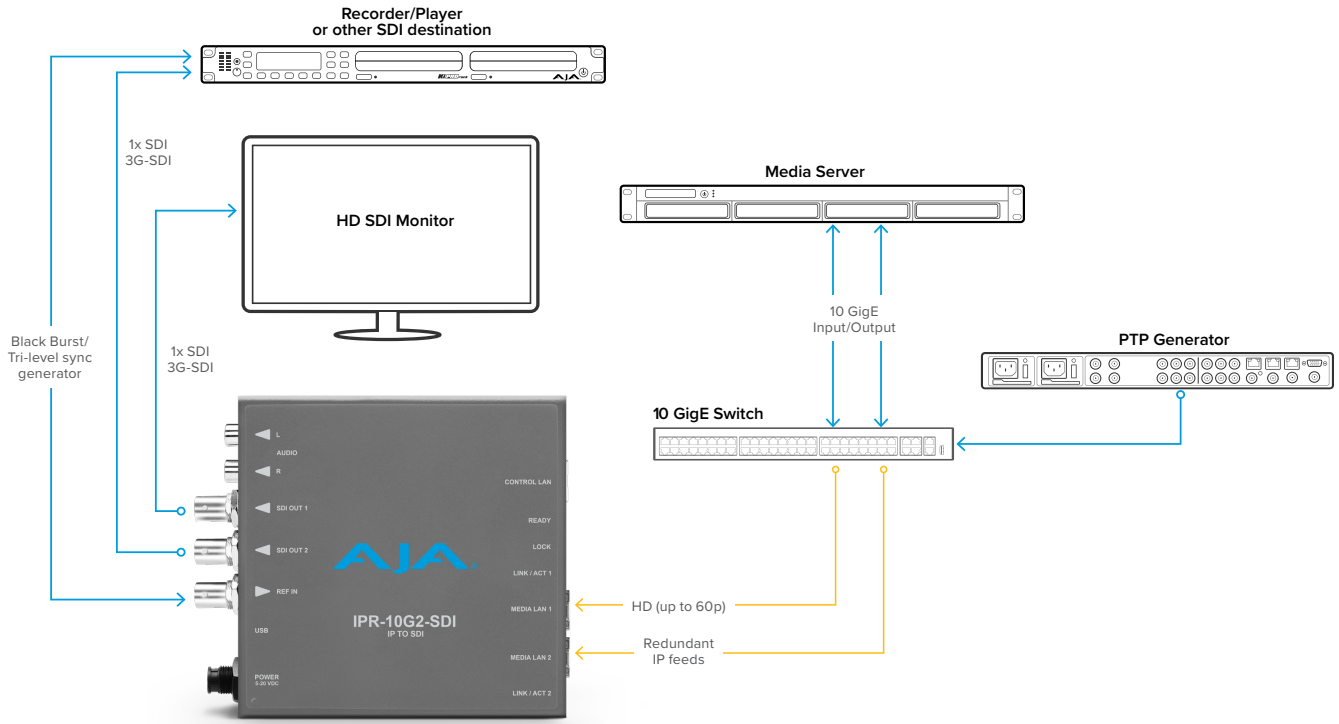 Recorder/Player
or other SDI destination
AJA
1x SDI
3G-SDI
HD SDI Monitor
Media Server
10 GigE
Input/Output
Black Burst/
Tri-level sync
generator
1x SDI
3G-SDI
PTP Generator
10 GigE Switch
L
AUDIO
R
SDI OUT 1
SDI OUT 2
REF IN
USB
POWER
5-20 VDC
CONTROL LAN
READY
LOCK
LINK / ACT 1
MEDIA LAN 1
MEDIA LAN 2
LINK / ACT 2
AJA
IPR-10G2-SDI
IP TO SDI
HD (up to 60p)
Redundant
IP feeds